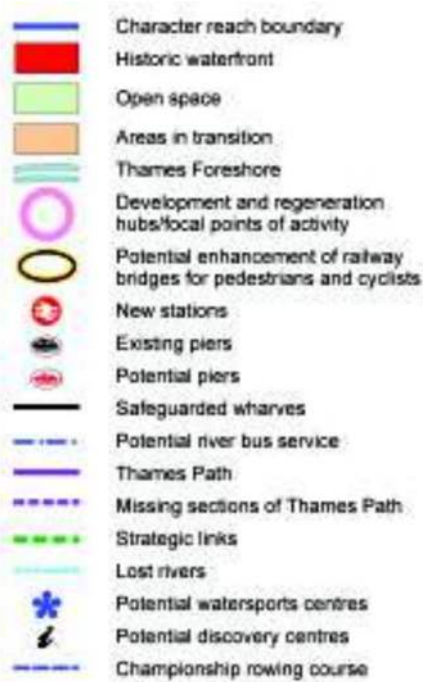 Character reach boundary
Historic waterfront
Open space
Areas in transition
Thames Foreshore
Development and regeneration
hubs/focal points of activity
Potential enhancement of railway
bridges for pedestrians and cyclists
New stations
Existing piers
Potential piers
Safeguarded wharves
Potential river bus service
Thames Path
Missing sections of Thames Path
Strategic links
Lost rivers
Potential watersports centres
Potential discovery centres
Championship rowing course